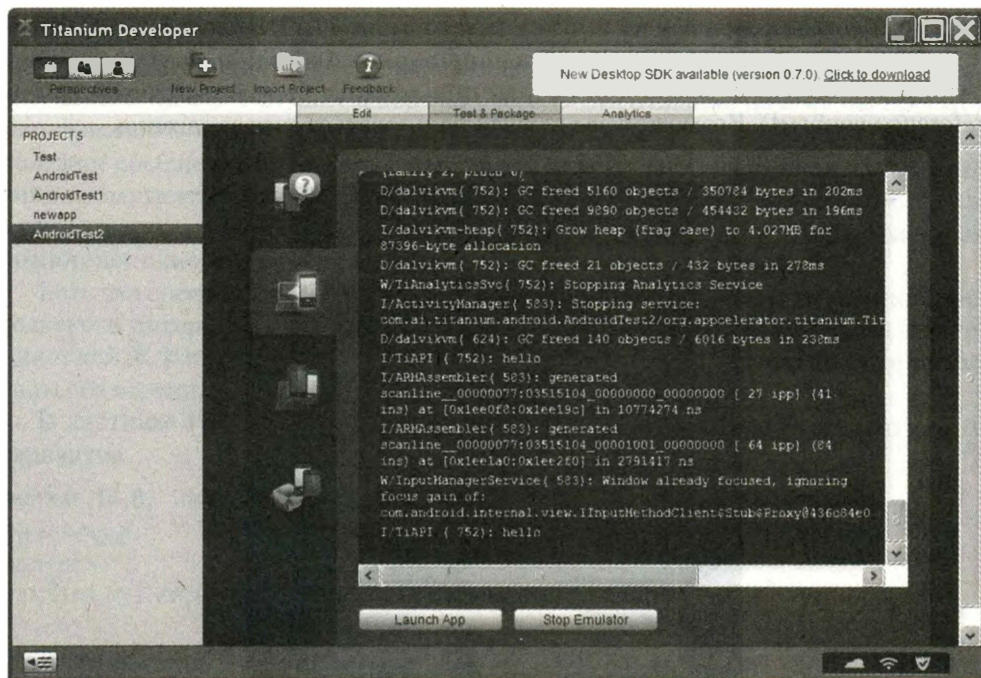 Titanium Developer
Perspectives
New Project
Import Project
Feedback
New Desktop SDK available (version 0.7.0). Click to download
Edit
Test & Package
Analytics
PROJECTS
Test
AndroidTest
AndroidTest1
newapp
AndroidTest2
(family 2, proto 6)
D/dalvikvm( 752): GC freed 5160 objects / 350784 bytes in 202ms
D/dalvikvm( 752): GC freed 9890 objects / 454432 bytes in 196ms
I/dalvikvm-heap( 752): Grow heap (frag case) to 4.027MB for
87396-byte allocation
D/dalvikvm( 752): GC freed 21 objects / 432 bytes in 278ms
W/TiAnalyticsSvc( 752): Stopping Analytics Service
I/ActivityManager( 583): Stopping service:
com.ai.titanium.android.AndroidTest2/org.appcelerator.titanium.Tit
D/dalvikvm( 624): GC freed 140 objects / 6016 bytes in 238ms
I/TiAPI ( 752): hello
I/ARMAssembler( 583): generated
scanline__00000077:03515104_00000000_00000000 [ 27 ipp] (41
ins) at [0x1ee0f8:0x1ee19c] in 10774274 ns
I/ARMAssembler( 583): generated
scanline__00000077:03515104_00001001_00000000 [ 64 ipp] (84
ins) at [0x1ee1a0:0x1ee2f0] in 2791417 ns
W/InputManagerService( 583): Window already focused, ignoring
focus gain of:
com.android.internal.view.IInputMethodClient$Stub$Proxy@436c84e0
I/TiAPI ( 752): hello
Launch App
Stop Emulator